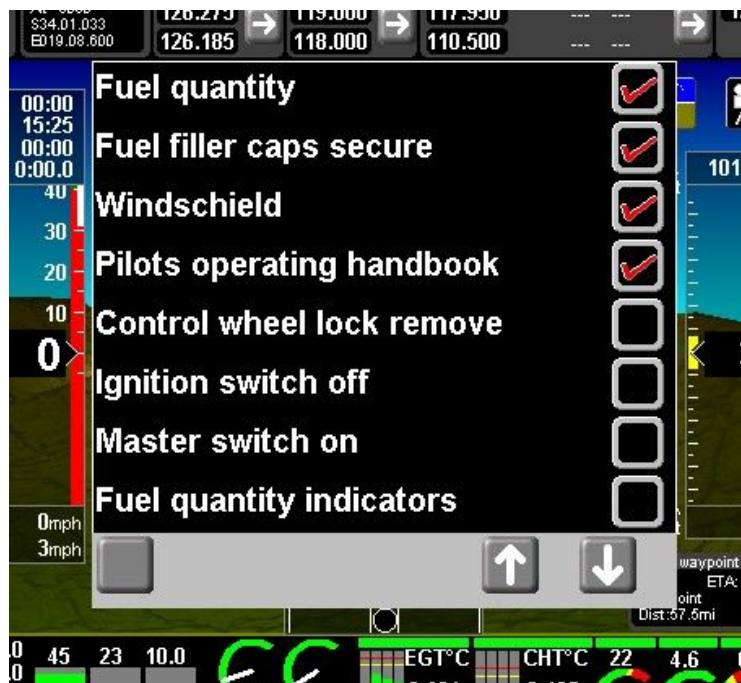 S34.01.033
E019.08.600
126.275 119.000 117.950 --- ---
126.185 118.000 110.500 --- ---
Fuel quantity
00:00
15:25
00:00
0:00.0
Fuel filler caps secure
101
40
Windschield
30
20
Pilots operating handbook
10
Control wheel lock remove
0
Ignition switch off
Master switch on
Fuel quantity indicators
0mph
3mph
waypoint
ETA:
oint
Dist:57.5mi
45 23 10.0 EGT°C CHT°C 22 4.6